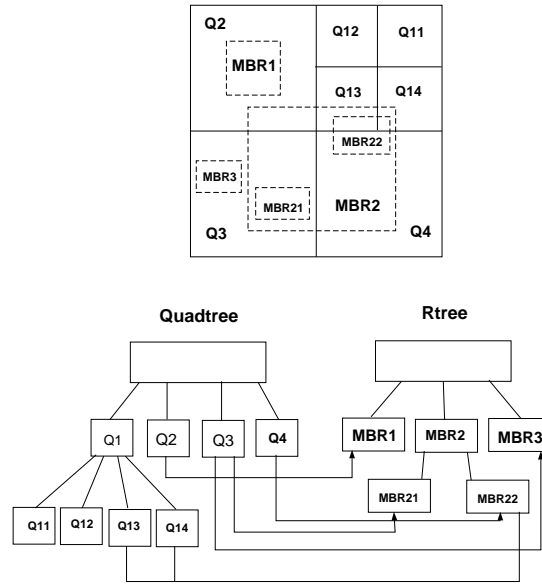 Q2
Q12
Q11
MBR1
Q13
Q14
MBR22
MBR3
MBR21
MBR2
Q3
Q4
Quadtree
Rtree
Q1
Q2
Q3
Q4
MBR1
MBR2
MBR3
MBR21
MBR22
Q11
Q12
Q13
Q14